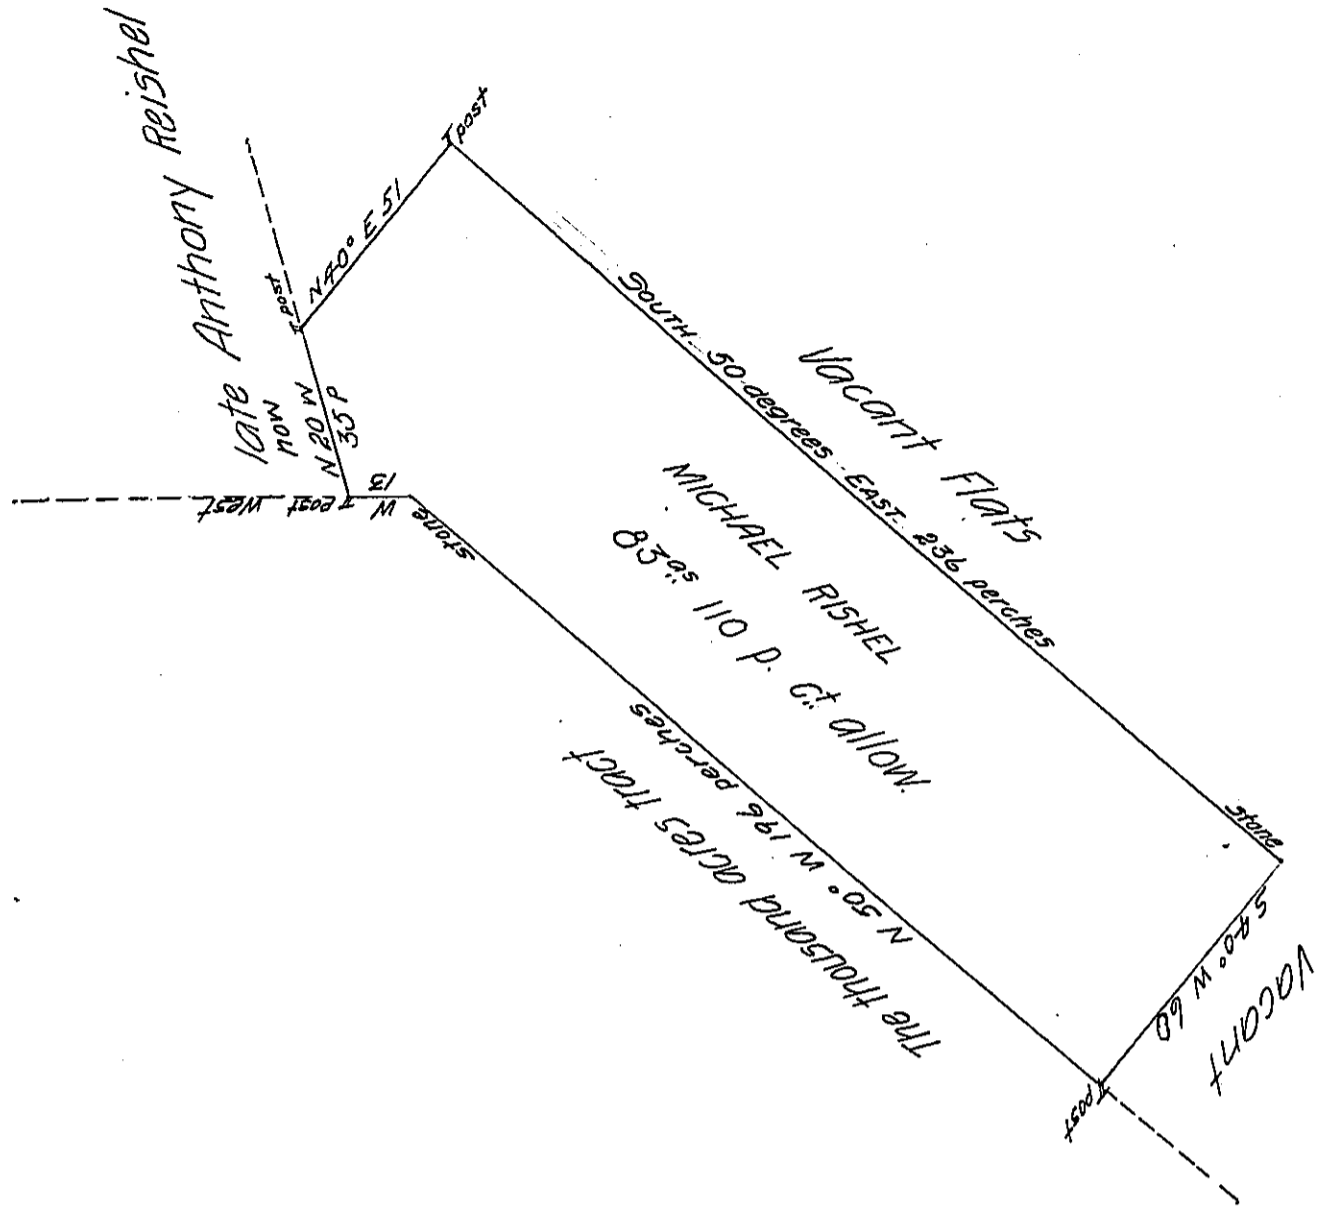 late Anthony Reishel
now
N 20 W
35 P
post
N 40° E 51
post
West
post
W 13
stone
SOUTH 50 degrees EAST 236 perches
Vacant Flats
MICHAEL RISHEL
83 as 110 p. & ct allow.
N 50° W 196 perches
The thousand acres tract
Stone
S 40° W 60
Vacant
post